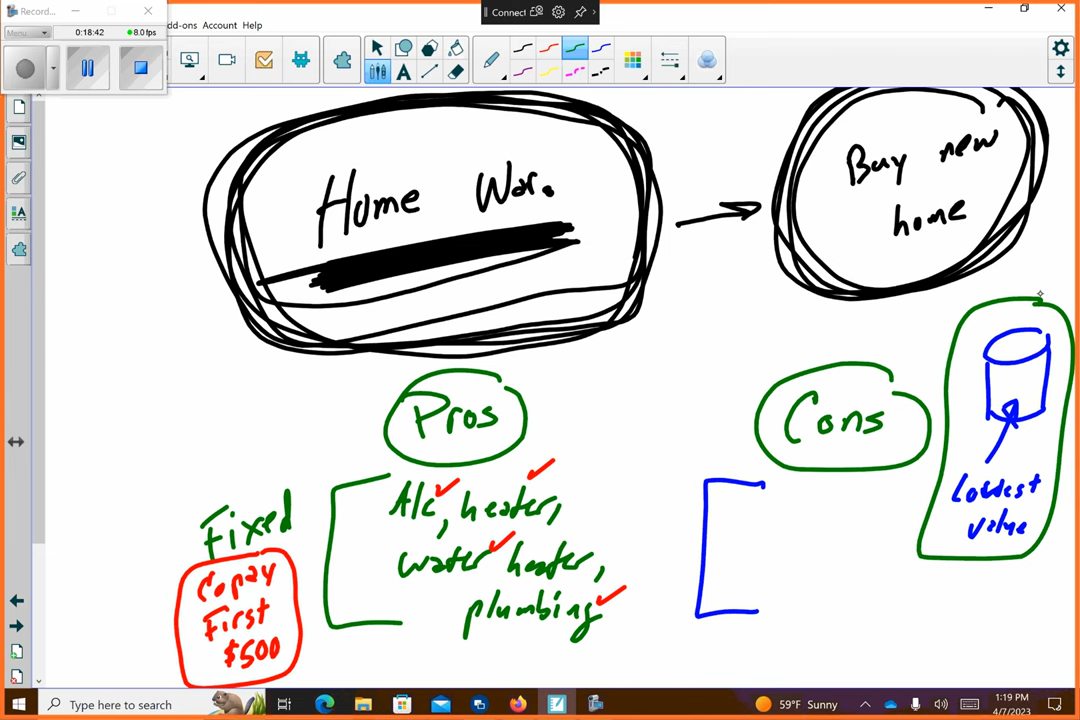 Record...
Menu
0:18:42
8.0 fps
dd-ons Account Help
Connect
Home War.
Buy new
home
Pros
Cons
A/c, heater,
water heater,
plumbing
Fixed
Copay
First
$500
Lowest
value
Type here to search
59°F Sunny
1:19 PM
4/7/2023